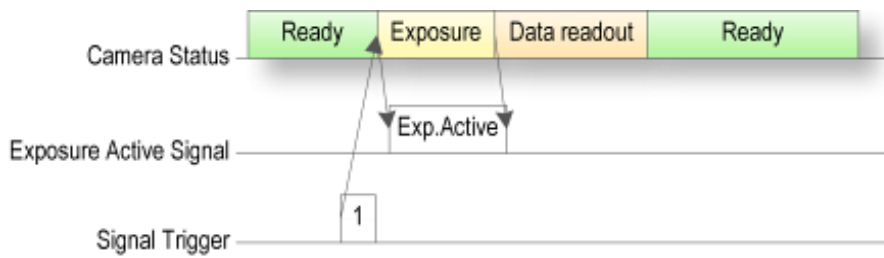 Camera Status
Ready
Exposure
Data readout
Ready
Exposure Active Signal
Exp.Active
Signal Trigger
1